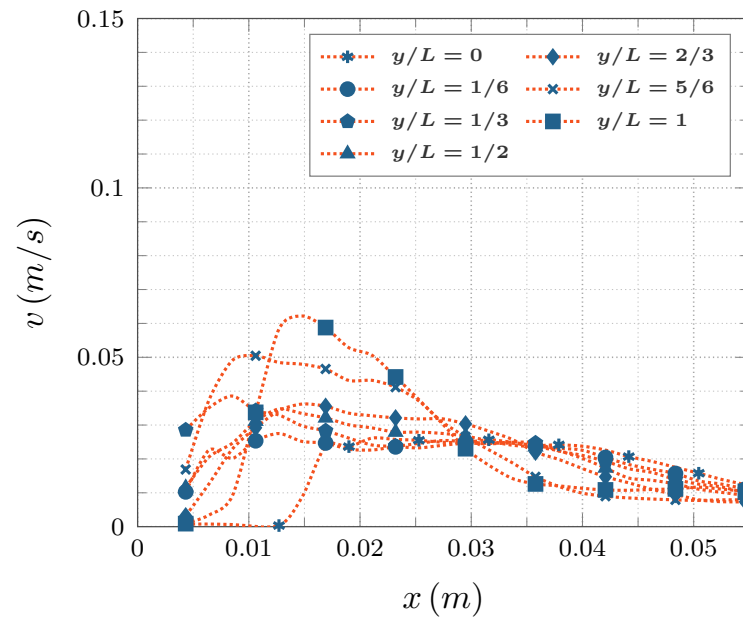 0.15
0.1
0.05
0
v (m/s)
y/L = 0
y/L = 1/6
y/L = 1/3
y/L = 1/2
y/L = 2/3
y/L = 5/6
y/L = 1
0 0.01 0.02 0.03 0.04 0.05
x (m)